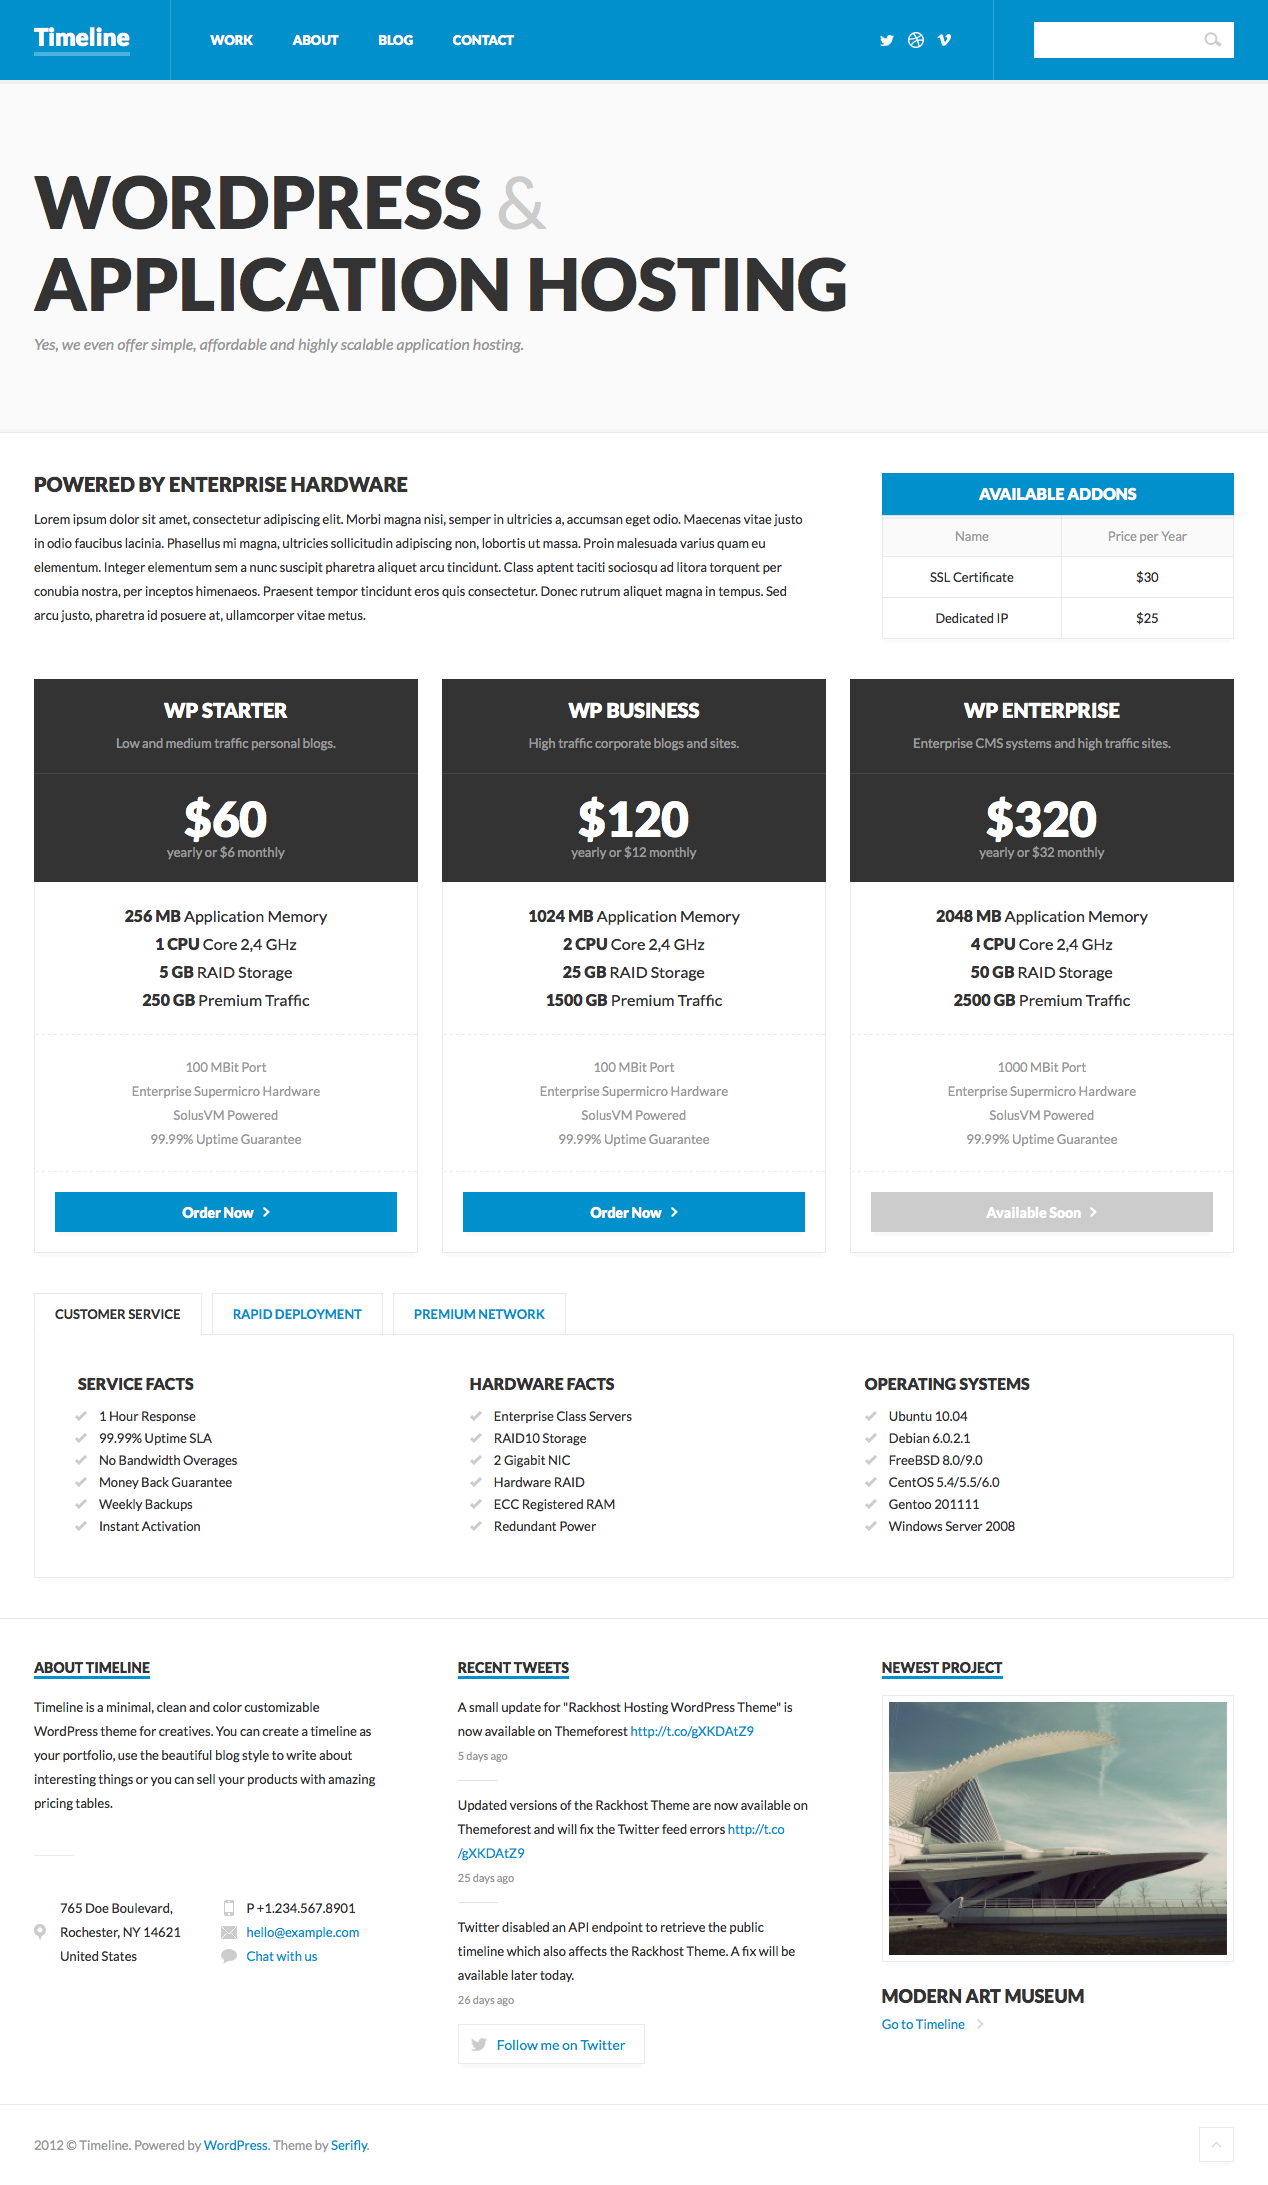 Timeline
WORK ABOUT BLOG CONTACT
WORDPRESS &
APPLICATION HOSTING
Yes, we even offer simple, affordable and highly scalable application hosting.
POWERED BY ENTERPRISE HARDWARE
Lorem ipsum dolor sit amet, consectetur adipiscing elit. Morbi magna nisi, semper in ultricies a, accumsan eget odio. Maecenas vitae justo
in odio faucibus lacinia. Phasellus mi magna, ultricies sollicitudin adipiscing non, lobortis ut massa. Proin malesuada varius quam eu
elementum. Integer elementum sem a nunc suscipit pharetra aliquet arcu tincidunt. Class aptent taciti sociosqu ad litora torquent per
conubia nostra, per inceptos himenaeos. Praesent tempor tincidunt eros quis consectetur. Donec rutrum aliquet magna in tempus. Sed
arcu justo, pharetra id posuere at, ullamcorper vitae metus.
AVAILABLE ADDONS
Name Price per Year
SSL Certificate $30
Dedicated IP $25
WP STARTER
Low and medium traffic personal blogs.
$60
yearly or $6 monthly
256 MB Application Memory
1 CPU Core 2,4 GHz
5 GB RAID Storage
250 GB Premium Traffic
100 MBit Port
Enterprise Supermicro Hardware
SolusVM Powered
99.99% Uptime Guarantee
Order Now
WP BUSINESS
High traffic corporate blogs and sites.
$120
yearly or $12 monthly
1024 MB Application Memory
2 CPU Core 2,4 GHz
25 GB RAID Storage
1500 GB Premium Traffic
100 MBit Port
Enterprise Supermicro Hardware
SolusVM Powered
99.99% Uptime Guarantee
Order Now
WP ENTERPRISE
Enterprise CMS systems and high traffic sites.
$320
yearly or $32 monthly
2048 MB Application Memory
4 CPU Core 2,4 GHz
50 GB RAID Storage
2500 GB Premium Traffic
1000 MBit Port
Enterprise Supermicro Hardware
SolusVM Powered
99.99% Uptime Guarantee
Available Soon
CUSTOMER SERVICE RAPID DEPLOYMENT PREMIUM NETWORK
SERVICE FACTS
1 Hour Response
99.99% Uptime SLA
No Bandwidth Overages
Money Back Guarantee
Weekly Backups
Instant Activation
HARDWARE FACTS
Enterprise Class Servers
RAID10 Storage
2 Gigabit NIC
Hardware RAID
ECC Registered RAM
Redundant Power
OPERATING SYSTEMS
Ubuntu 10.04
Debian 6.0.2.1
FreeBSD 8.0/9.0
CentOS 5.4/5.5/6.0
Gentoo 201111
Windows Server 2008
ABOUT TIMELINE
Timeline is a minimal, clean and color customizable
WordPress theme for creatives. You can create a timeline as
your portfolio, use the beautiful blog style to write about
interesting things or you can sell your products with amazing
pricing tables.
765 Doe Boulevard,
Rochester, NY 14621
United States
P +1.234.567.8901
hello@example.com
Chat with us
RECENT TWEETS
A small update for "Rackhost Hosting WordPress Theme" is
now available on Themeforest http://t.co/gXKDAtZ9
5 days ago
Updated versions of the Rackhost Theme are now available on
Themeforest and will fix the Twitter feed errors http://t.co
/gXKDAtZ9
25 days ago
Twitter disabled an API endpoint to retrieve the public
timeline which also affects the Rackhost Theme. A fix will be
available later today.
26 days ago
Follow me on Twitter
NEWEST PROJECT
MODERN ART MUSEUM
Go to Timeline
2012 © Timeline. Powered by WordPress. Theme by Serifly.